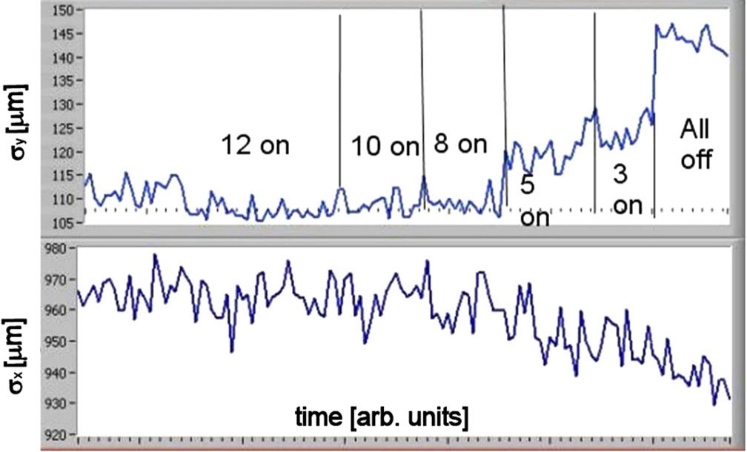 150
145
140
135
130
125
120
115
110
105
σy [µm]
12 on
10 on
8 on
5
on
3
on
All
off
980
970
960
950
940
930
920
σx [µm]
time [arb. units]